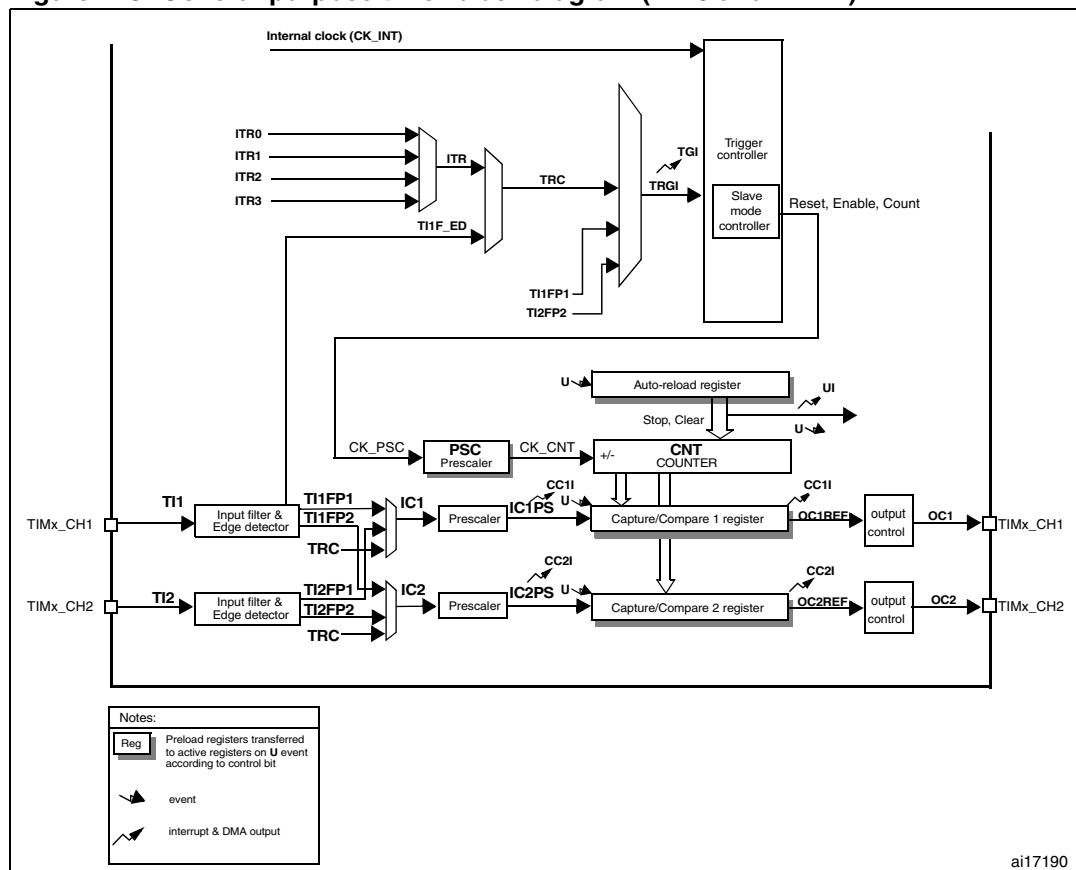 Internal clock (CK_INT)
Trigger
controller
ITR0
ITR1
ITR2
ITR3
ITR
TRC
TI1F_ED
TGI
TRGI
Slave
mode
controller
Reset, Enable, Count
TI1FP1
TI2FP2
U
Auto-reload register
UI
Stop, Clear
U
CK_PSC
PSC
Prescaler
CK_CNT
+/-
CNT
COUNTER
TIMx_CH1
TI1
Input filter &
Edge detector
TI1FP1
TI1FP2
TRC
IC1
Prescaler
IC1PS
CC1I
U
Capture/Compare 1 register
CC1I
OC1REF
output
control
OC1
TIMx_CH1
TIMx_CH2
TI2
Input filter &
Edge detector
TI2FP1
TI2FP2
TRC
IC2
Prescaler
IC2PS
CC2I
U
Capture/Compare 2 register
CC2I
OC2REF
output
control
OC2
TIMx_CH2
Notes:
Reg
Preload registers transferred
to active registers on U event
according to control bit
event
interrupt & DMA output
ai17190